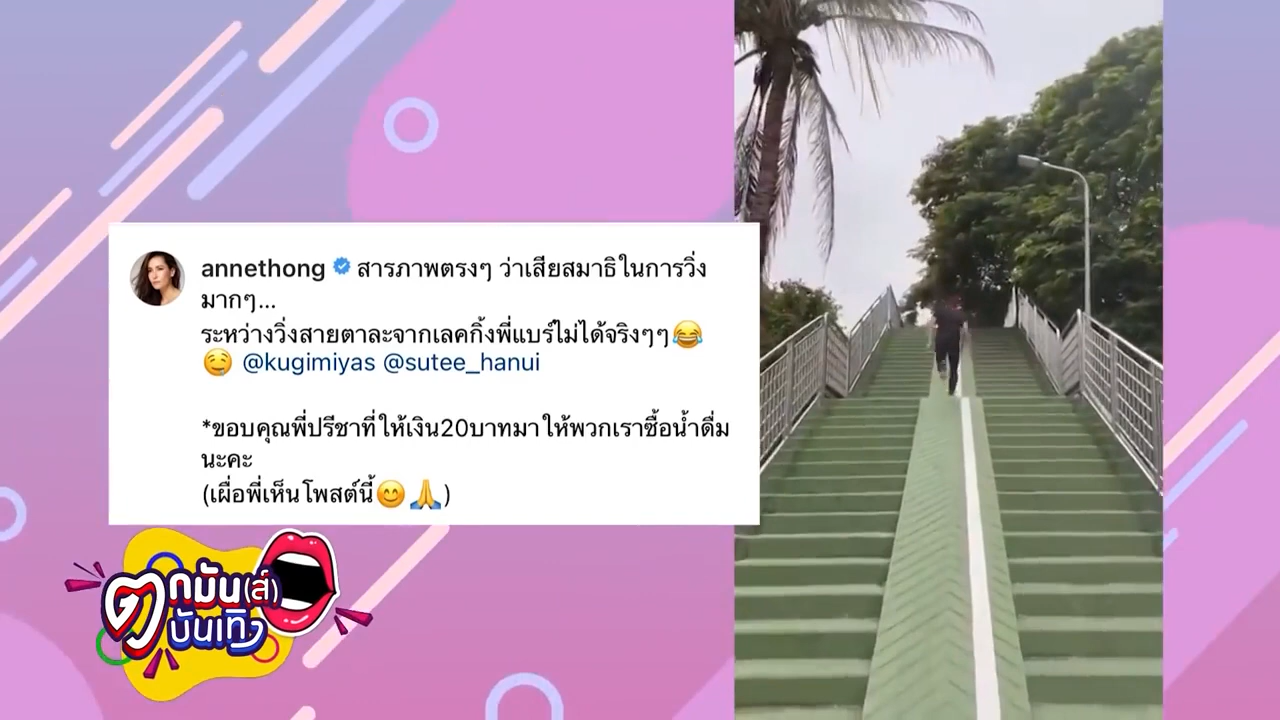 annethong สารภาพตรงๆ ว่าเสียสมาธิในการวิ่ง
มากๆ...
ระหว่างวิ่งสายตาละจากเลคกิ้งพี่แบร์ไม่ได้จริงๆๆ😂
🤤 @kugimiyas @sutee_hanui
*ขอบคุณพี่ปรีชาที่ให้เงิน20บาทมาให้พวกเราซื้อน้ำดื่ม
นะคะ
(เผื่อพี่เห็นโพสต์นี้😊🙏)
ตกมัน(ส์)
บันเทิง